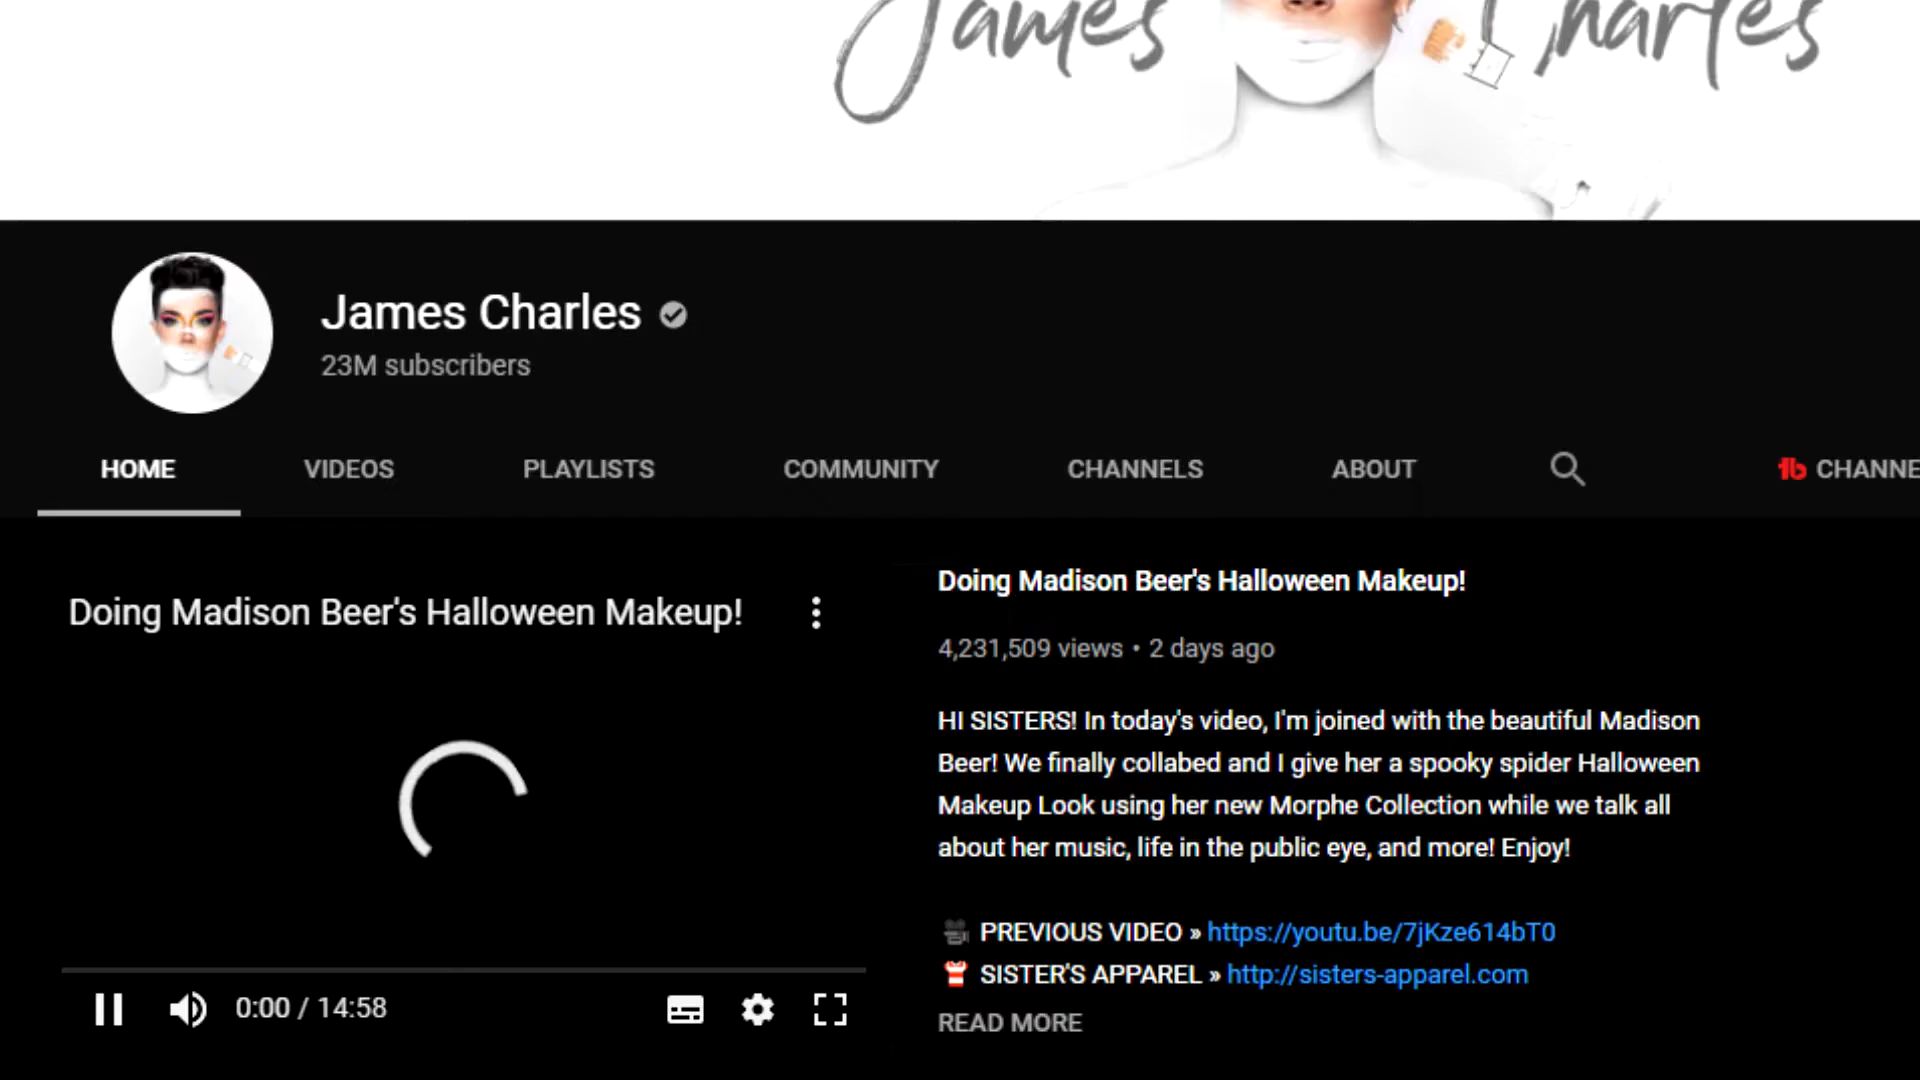 James Charles
James Charles
23M subscribers
HOME VIDEOS PLAYLISTS COMMUNITY CHANNELS ABOUT CHANNE
Doing Madison Beer's Halloween Makeup!
0:00 / 14:58
Doing Madison Beer's Halloween Makeup!
4,231,509 views • 2 days ago
HI SISTERS! In today's video, I'm joined with the beautiful Madison
Beer! We finally collabed and I give her a spooky spider Halloween
Makeup Look using her new Morphe Collection while we talk all
about her music, life in the public eye, and more! Enjoy!
PREVIOUS VIDEO » https://youtu.be/7jKze614bT0
SISTER'S APPAREL » http://sisters-apparel.com
READ MORE